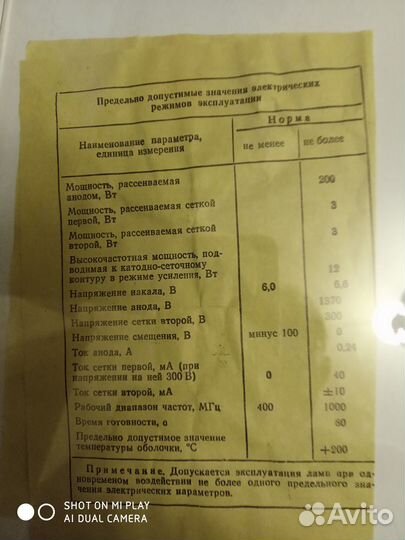 Предельно допустимые значения электрических
режимов эксплуатации
Наименование параметра,
единица измерения
Норма
не менее
не более
Мощность, рассеиваемая
анодом, Вт 200
Мощность, рассеиваемая сеткой
первой, Вт 3
Мощность, рассеиваемая сеткой
второй, Вт 3
Высокочастотная мощность, под-
водимая к катодно-сеточному
контуру в режиме усиления, Вт 12
Напряжение накала, В 6,0 6,6
Напряжение анода, В 1370
Напряжение сетки второй, В 300
Напряжение смещения, В минус 100 0
Ток анода, А 0,24
Ток сетки первой, мА (при
напряжении на ней 300 В) 0 40
Ток сетки второй, мА ±10
Рабочий диапазон частот, МГц 400 1000
Время готовности, с 80
Предельно допустимое значение
температуры оболочки, °С +200
Примечание. Допускается эксплуатация ламп при од-
новременном воздействии не более одного предельного зна-
чения электрических параметров.
SHOT ON MI PLAY
AI DUAL CAMERA
Avito